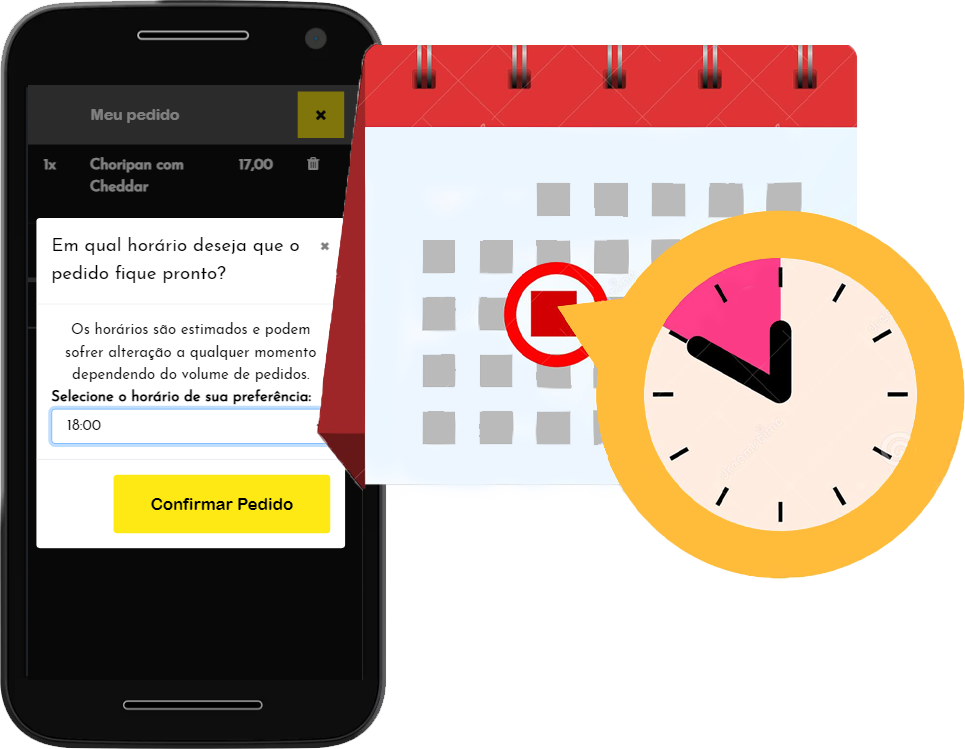 Meu pedido ×
1x Choripan com 17,00
Cheddar
Em qual horário deseja que o ×
pedido fique pronto?
Os horários são estimados e podem
sofrer alteração a qualquer momento
dependendo do volume de pedidos.
Selecione o horário de sua preferência:
18:00
Confirmar Pedido